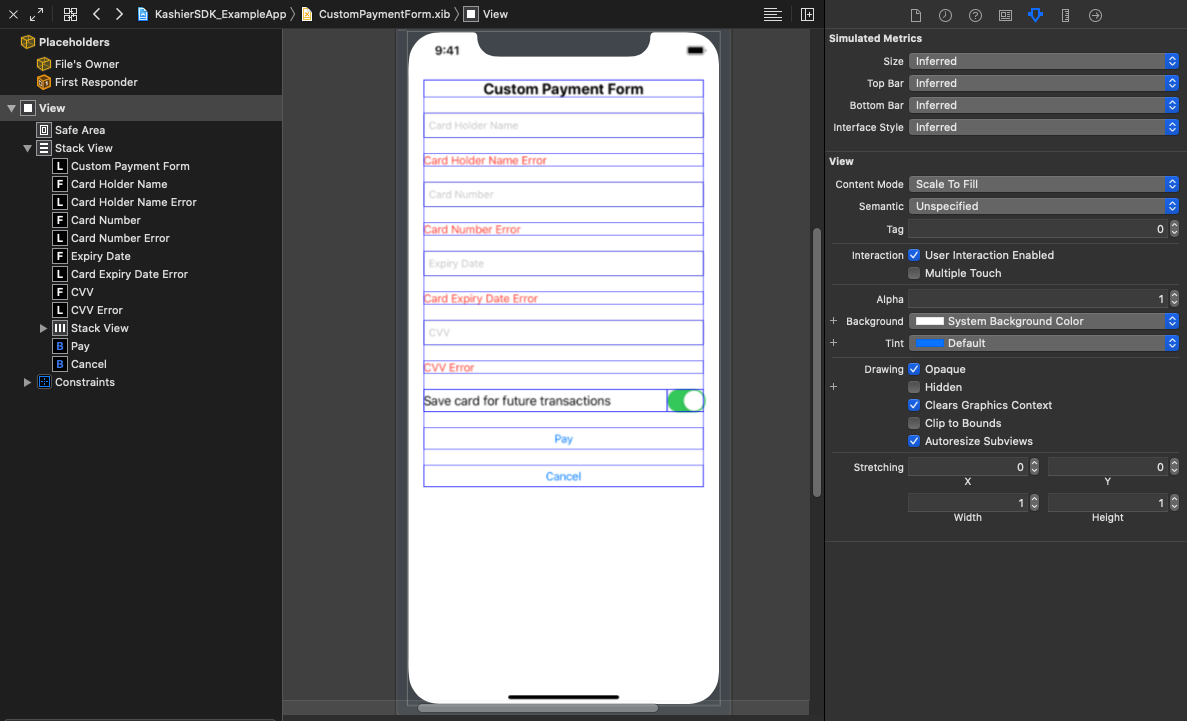 KashierSDK_ExampleApp
CustomPaymentForm.xib
View
Placeholders
File's Owner
First Responder
View
Safe Area
Stack View
L Custom Payment Form
F Card Holder Name
L Card Holder Name Error
F Card Number
L Card Number Error
F Expiry Date
L Card Expiry Date Error
F CVV
L CVV Error
Stack View
B Pay
B Cancel
Constraints
9:41
Custom Payment Form
Card Holder Name
Card Holder Name Error
Card Number
Card Number Error
Expiry Date
Card Expiry Date Error
CVV
CVV Error
Save card for future transactions
Pay
Cancel
Simulated Metrics
Size Inferred
Top Bar Inferred
Bottom Bar Inferred
Interface Style Inferred
View
Content Mode Scale To Fill
Semantic Unspecified
Tag 0
Interaction User Interaction Enabled
Multiple Touch
Alpha 1
+ Background System Background Color
+ Tint Default
Drawing Opaque
+ Hidden
Clears Graphics Context
Clip to Bounds
Autoresize Subviews
Stretching 0 0
X Y
1 1
Width Height